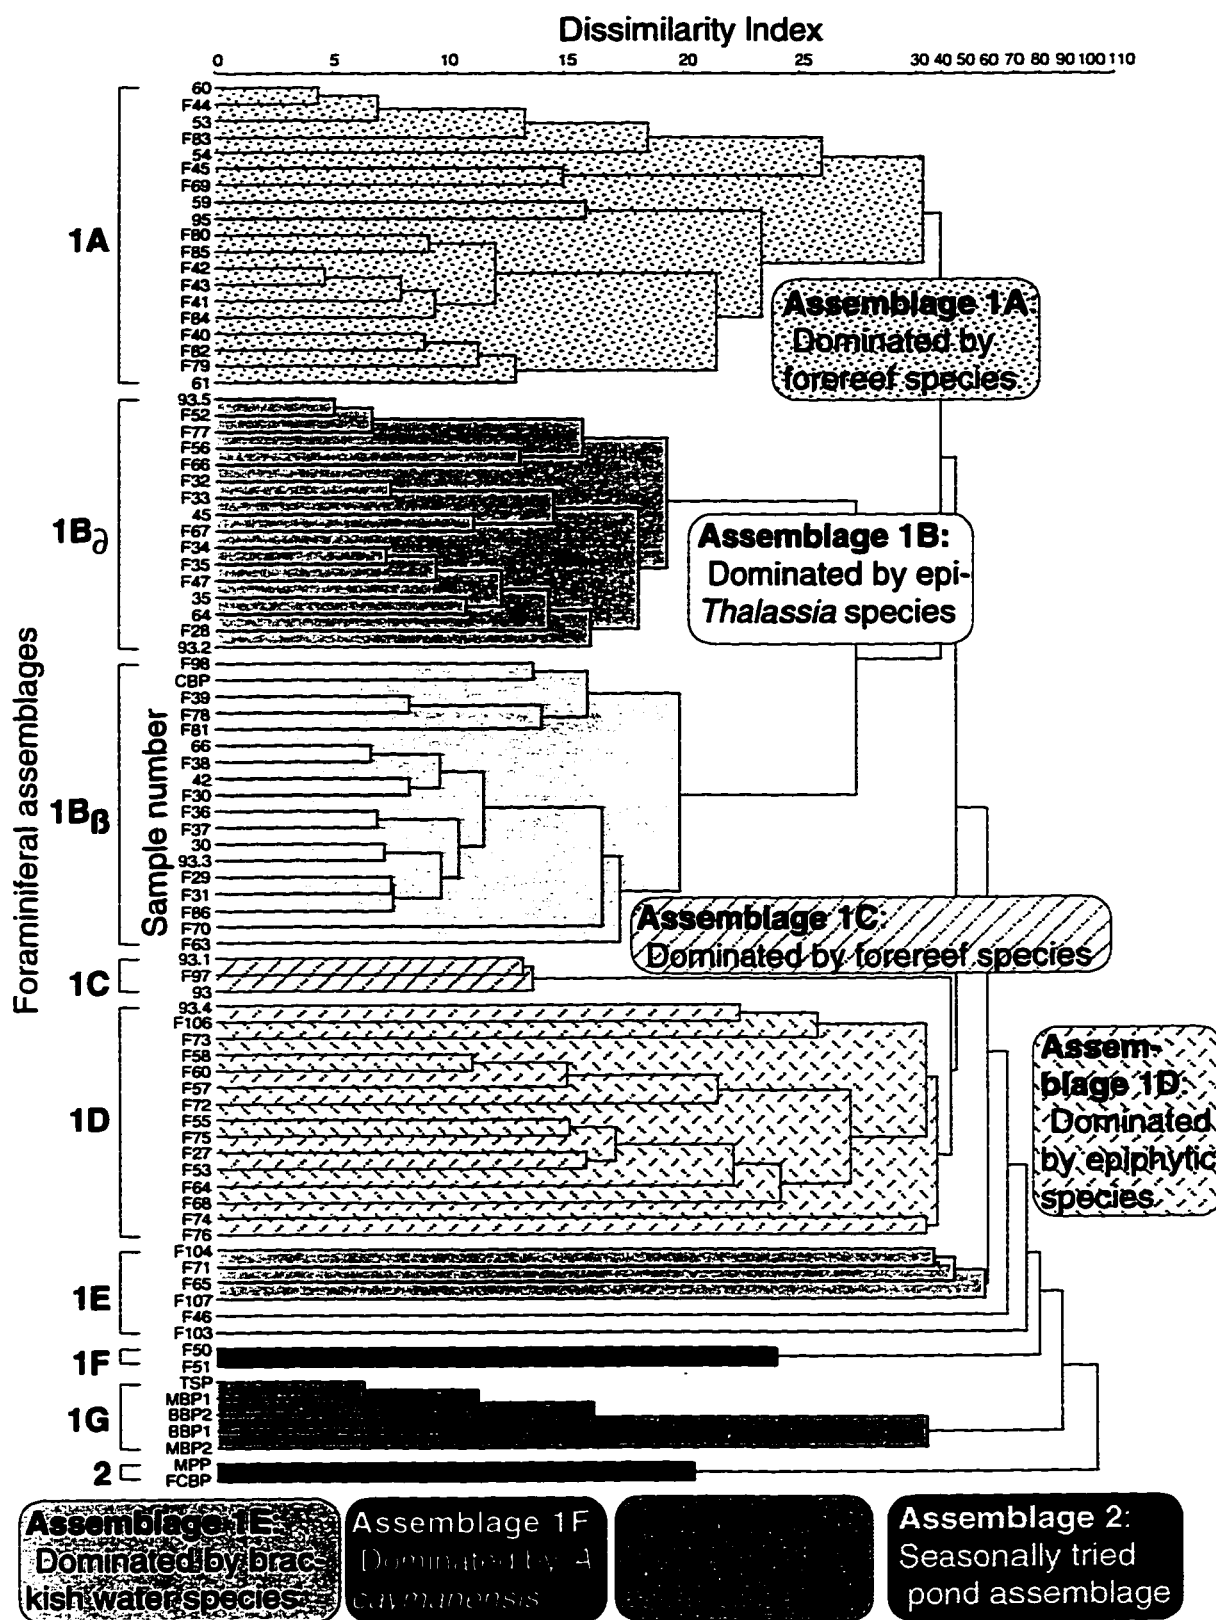 Dissimilarity Index
0 5 10 15 20 25 30 40 50 60 70 80 90 100 110
Foraminiferal assemblages
Sample number
1A
60
F44
53
F83
54
F45
F69
59
95
F80
F85
F42
F43
F41
F84
F40
F82
F79
61
Assemblage 1A:
Dominated by
forereef species
1B∂
93.5
F52
F77
F56
F66
F32
F33
45
F67
F34
F35
F47
35
64
F28
93.2
Assemblage 1B:
Dominated by epi-
Thalassia species
1Bβ
F98
CBP
F39
F78
F81
66
F38
42
F30
F36
F37
30
93.3
F29
F31
F86
F70
F63
Assemblage 1C:
Dominated by forereef species
1C
93.1
F97
93
1D
93.4
F106
F73
F58
F60
F57
F72
F55
F75
F27
F53
F64
F68
F74
F76
Assem-
blage 1D
Dominated
by epiphytic
species
1E
F104
F71
F65
F107
F46
F103
1F
F50
F51
1G
TSP
MBP1
BBP2
BBP1
MBP2
2
MPP
FCBP
Assemblage 1E:
Dominated by brac-
kish water species
Assemblage 1F
Dominated by A
caymanensis
Assemblage 2:
Seasonally tried
pond assemblage